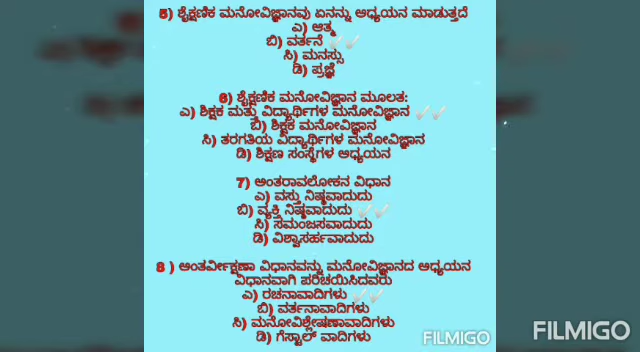 5) ಶೈಕ್ಷಣಿಕ ಮನೋವಿಜ್ಞಾನವು ಏನನ್ನು ಅಧ್ಯಯನ ಮಾಡುತ್ತದೆ
ಎ) ಆತ್ಮ
ಬಿ) ವರ್ತನೆ ✅✅
ಸಿ) ಮನಸ್ಸು
ಡಿ) ಪ್ರಜ್ಞೆ
6) ಶೈಕ್ಷಣಿಕ ಮನೋವಿಜ್ಞಾನ ಮೂಲತಃ
ಎ) ಶಿಕ್ಷಕ ಮತ್ತು ವಿದ್ಯಾರ್ಥಿಗಳ ಮನೋವಿಜ್ಞಾನ ✅✅
ಬಿ) ಶಿಕ್ಷಕ ಮನೋವಿಜ್ಞಾನ
ಸಿ) ತರಗತಿಯ ವಿದ್ಯಾರ್ಥಿಗಳ ಮನೋವಿಜ್ಞಾನ
ಡಿ) ಶಿಕ್ಷಣ ಸಂಸ್ಥೆಗಳ ಅಧ್ಯಯನ
7) ಅಂತರಾವಲೋಕನ ವಿಧಾನ
ಎ) ವಸ್ತು ನಿಷ್ಠವಾದುದು
ಬಿ) ವ್ಯಕ್ತಿ ನಿಷ್ಠವಾದುದು ✅✅
ಸಿ) ಸಮಂಜಸವಾದುದು
ಡಿ) ವಿಶ್ವಾಸರ್ಹವಾದುದು
8 ) ಅಂತರ್ವೀಕ್ಷಣಾ ವಿಧಾನವನ್ನು ಮನೋವಿಜ್ಞಾನದ ಅಧ್ಯಯನ
ವಿಧಾನವಾಗಿ ಪರಿಚಯಿಸಿದವರು
ಎ) ರಚನಾವಾದಿಗಳು ✅✅
ಬಿ) ವರ್ತನಾವಾದಿಗಳು
ಸಿ) ಮನೋವಿಶ್ಲೇಷಣಾವಾದಿಗಳು
ಡಿ) ಗೆಸ್ಟಾಲ್ ವಾದಿಗಳು
FILMIGO
FILMIGO